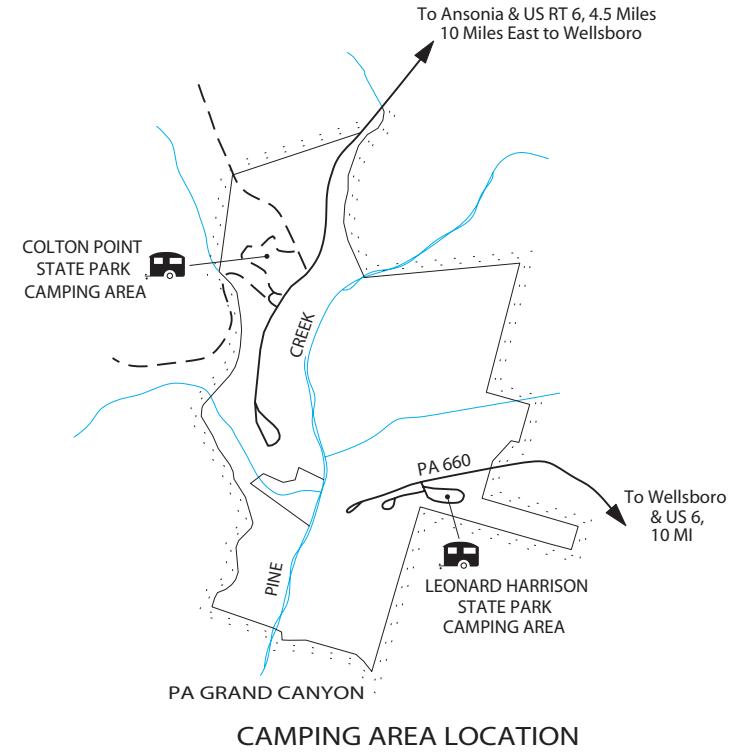 To Ansonia & US RT 6, 4.5 Miles
10 Miles East to Wellsboro
COLTON POINT
STATE PARK
CAMPING AREA
CREEK
PA 660
To Wellsboro
& US 6,
10 MI
PINE
LEONARD HARRISON
STATE PARK
CAMPING AREA
PA GRAND CANYON
CAMPING AREA LOCATION